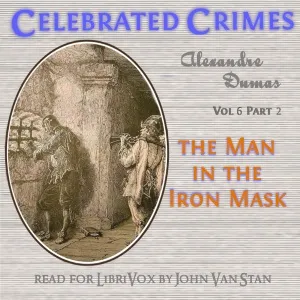 CELEBRATED CRIMES
Alexandre
Dumas
VOL 6 PART 2
THE MAN
IN THE
IRON MASK
READ FOR LIBRIVOX BY JOHN VAN STAN